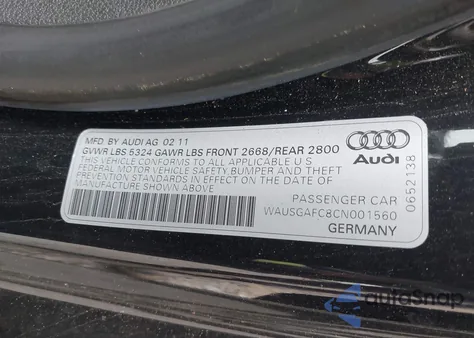 MFD. BY AUDI AG 02 11
GVWR LBS 5324 GAWR LBS FRONT 2668/REAR 2800
THIS VEHICLE CONFORMS TO ALL APPLICABLE U S
FEDERAL MOTOR VEHICLE SAFETY BUMPER AND THEFT
PREVENTION STANDARDS IN EFFECT ON THE DATE OF
MANUFACTURE SHOWN ABOVE
Audi
PASSENGER CAR
WAUSGAFC8CN001560
GERMANY
0652138
autoSnap